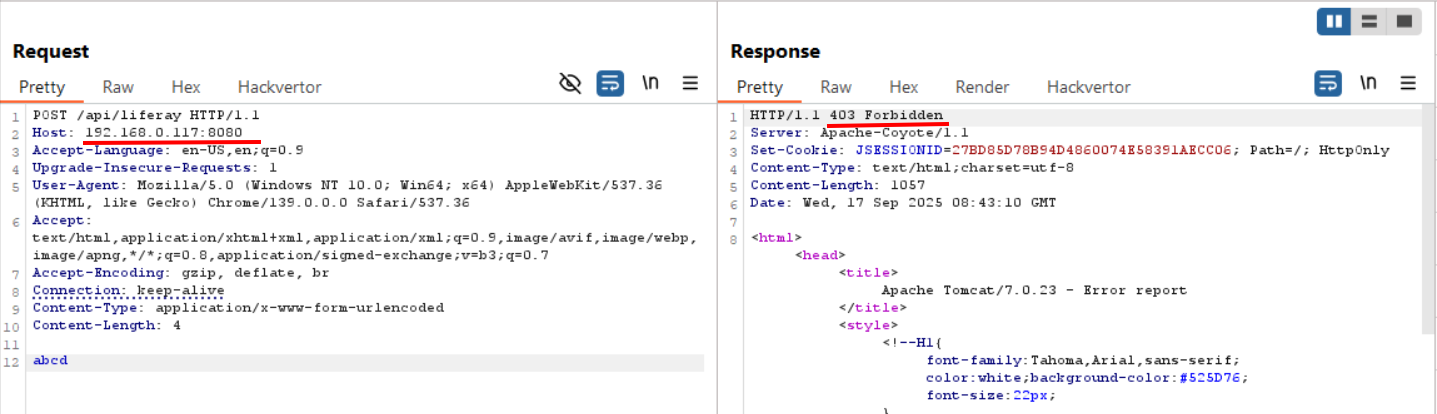 Request
Pretty Raw Hex Hackvertor \n
1 POST /api/liferay HTTP/1.1
2 Host: 192.168.0.117:8080
3 Accept-Language: en-US,en;q=0.9
4 Upgrade-Insecure-Requests: 1
5 User-Agent: Mozilla/5.0 (Windows NT 10.0; Win64; x64) AppleWebKit/537.36
(KHTML, like Gecko) Chrome/139.0.0.0 Safari/537.36
6 Accept:
text/html,application/xhtml+xml,application/xml;q=0.9,image/avif,image/webp,
image/apng,*/*;q=0.8,application/signed-exchange;v=b3;q=0.7
7 Accept-Encoding: gzip, deflate, br
8 Connection: keep-alive
9 Content-Type: application/x-www-form-urlencoded
10 Content-Length: 4
11
12 abcd
Response
Pretty Raw Hex Render Hackvertor \n
1 HTTP/1.1 403 Forbidden
2 Server: Apache-Coyote/1.1
3 Set-Cookie: JSESSIONID=27BD85D78B94D4860074E58391AECC06; Path=/; HttpOnly
4 Content-Type: text/html;charset=utf-8
5 Content-Length: 1057
6 Date: Wed, 17 Sep 2025 08:43:10 GMT
7
8 <html>
<head>
<title>
Apache Tomcat/7.0.23 - Error report
</title>
<style>
<!--H1{
font-family:Tahoma,Arial,sans-serif;
color:white;background-color:#525D76;
font-size:22px;
}